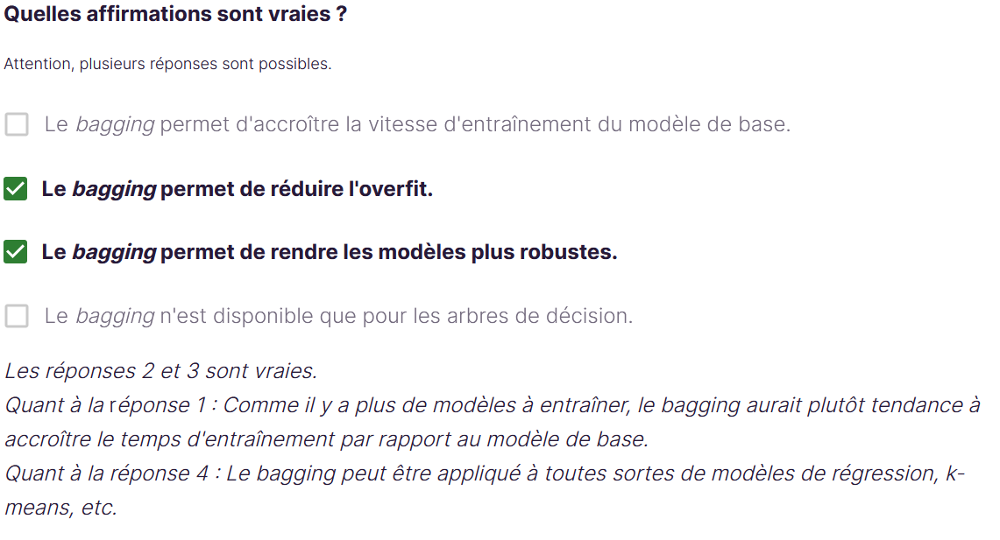 Quelles affirmations sont vraies ?
Attention, plusieurs réponses sont possibles.
Le bagging permet d'accroître la vitesse d'entraînement du modèle de base.
Le bagging permet de réduire l'overfit.
Le bagging permet de rendre les modèles plus robustes.
Le bagging n'est disponible que pour les arbres de décision.
Les réponses 2 et 3 sont vraies.
Quant à la réponse 1 : Comme il y a plus de modèles à entraîner, le bagging aurait plutôt tendance à
accroître le temps d'entraînement par rapport au modèle de base.
Quant à la réponse 4 : Le bagging peut être appliqué à toutes sortes de modèles de régression, k-
means, etc.